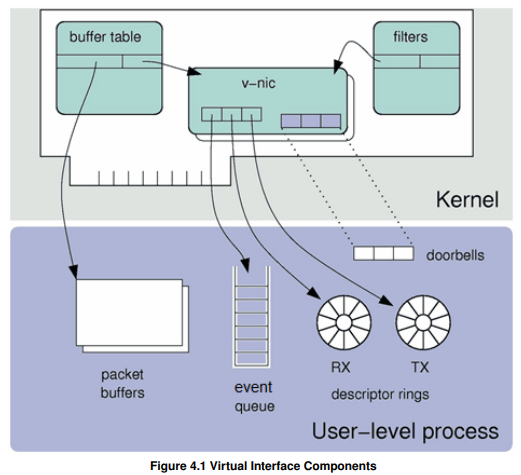 buffer table
filters
v-nic
Kernel
doorbells
packet
buffers
event
queue
RX
TX
descriptor rings
User-level process
Figure 4.1 Virtual Interface Components